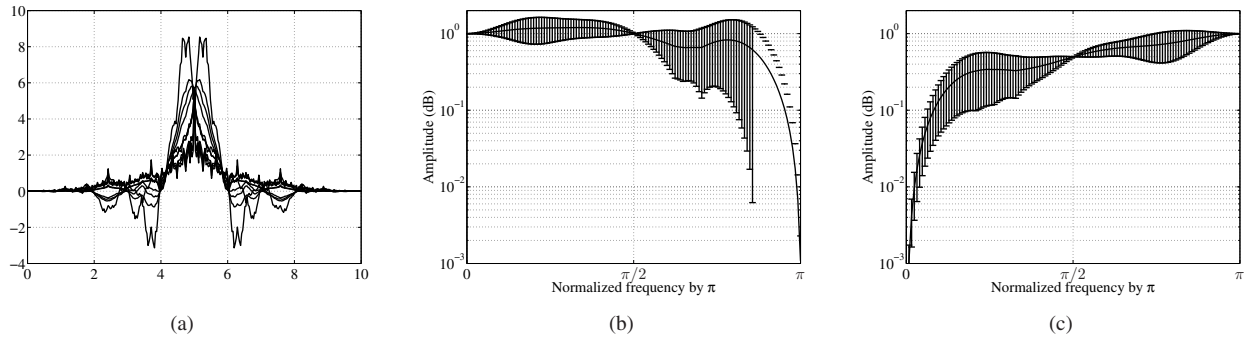 10
8
6
4
2
0
−2
−4
0 2 4 6 8 10
(a)
Amplitude (dB)
10^0
10^-1
10^-2
10^-3
0 π/2 π
Normalized frequency by π
(b)
Amplitude (dB)
10^0
10^-1
10^-2
10^-3
0 π/2 π
Normalized frequency by π
(c)